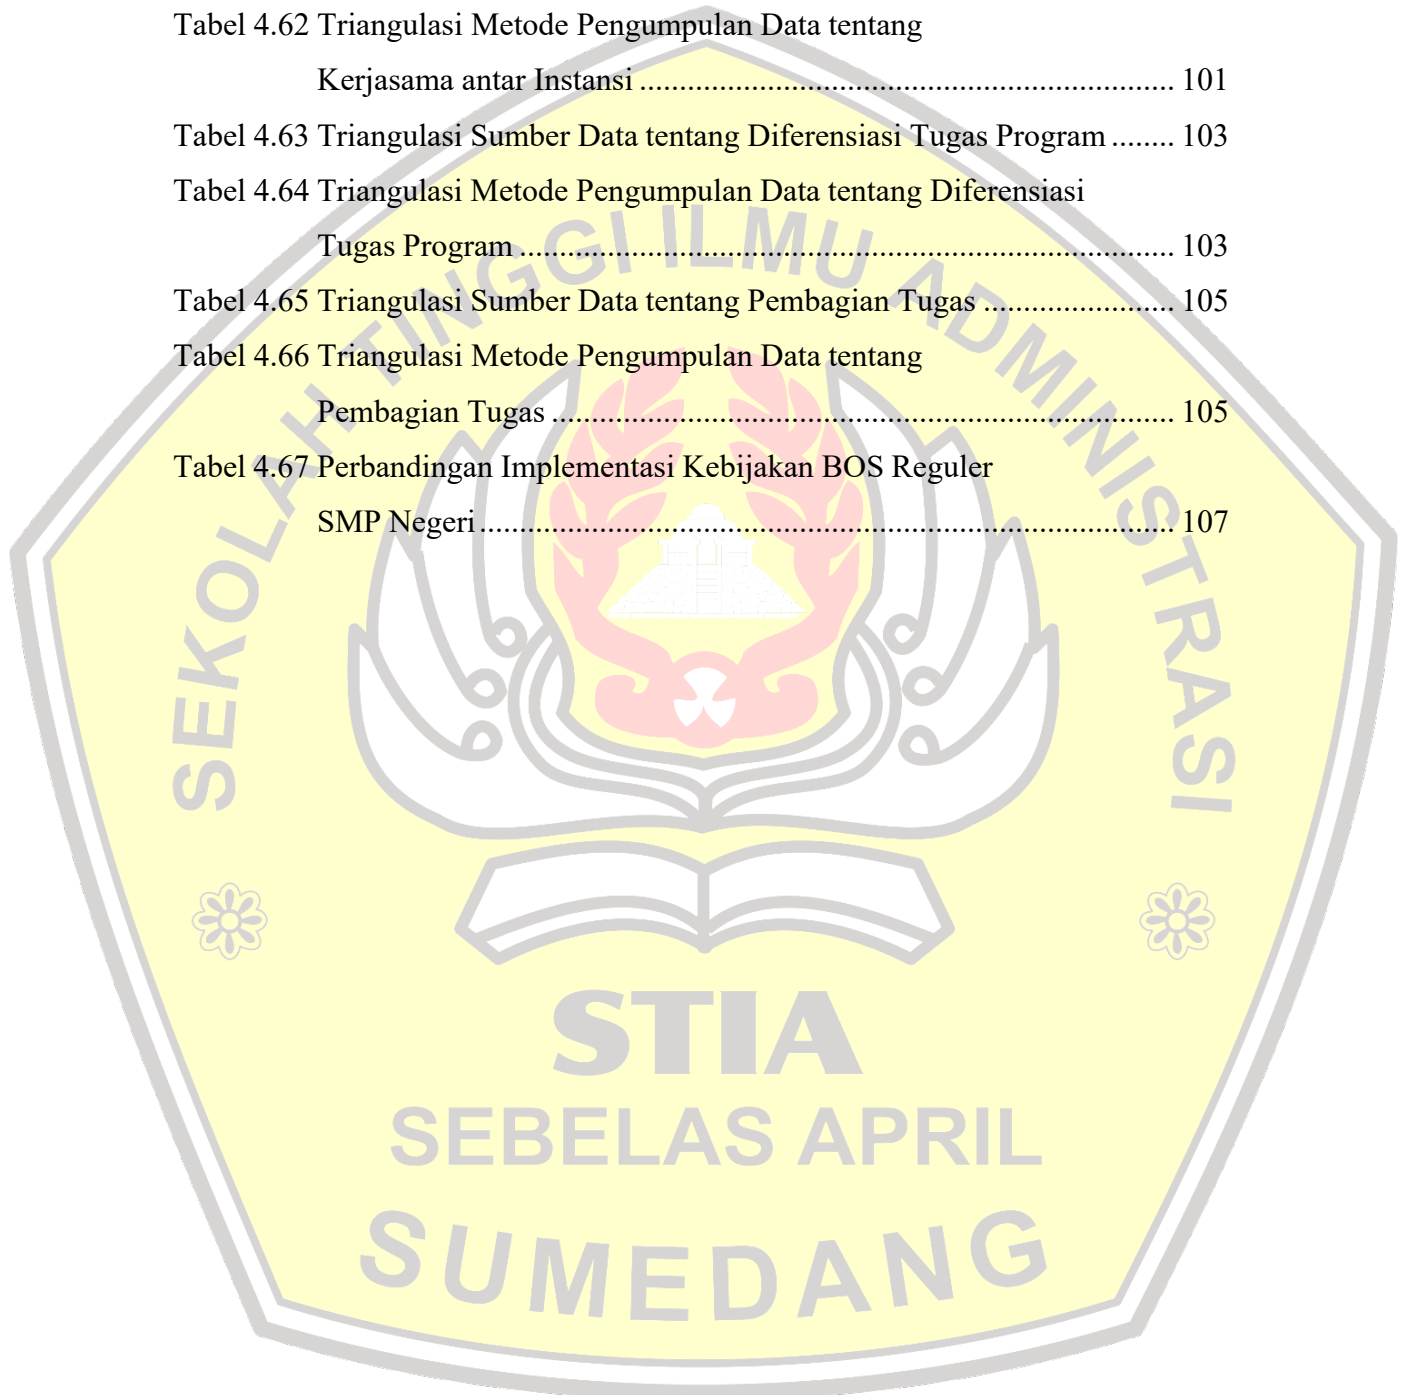 Tabel 4.62 Triangulasi Metode Pengumpulan Data tentang
Kerjasama antar Instansi ................................................................... 101
Tabel 4.63 Triangulasi Sumber Data tentang Diferensiasi Tugas Program ........ 103
Tabel 4.64 Triangulasi Metode Pengumpulan Data tentang Diferensiasi
Tugas Program .................................................................................. 103
Tabel 4.65 Triangulasi Sumber Data tentang Pembagian Tugas ........................ 105
Tabel 4.66 Triangulasi Metode Pengumpulan Data tentang
Pembagian Tugas .............................................................................. 105
Tabel 4.67 Perbandingan Implementasi Kebijakan BOS Reguler
SMP Negeri ....................................................................................... 107
SEKOLAH TINGGI ILMU ADMINISTRASI
STIA
SEBELAS APRIL
SUMEDANG